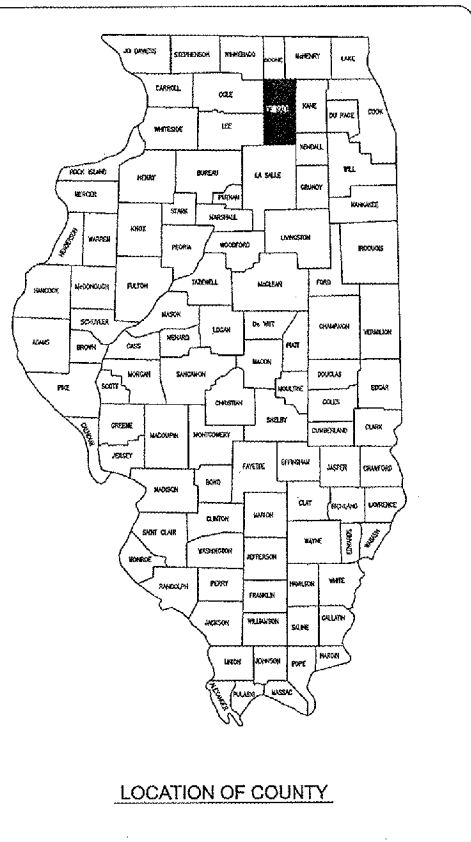 JO DAVIESS STEPHENSON WINNEBAGO BOONE McHENRY LAKE
CARROLL OGLE DE KALB KANE COOK
DU PAGE
WHITESIDE LEE
KENDALL WILL
ROCK ISLAND HENRY BUREAU LA SALLE
MERCER PUTNAM GRUNDY
STARK KANKAKEE
MARSHALL
HENDERSON WARREN KNOX PEORIA WOODFORD LIVINGSTON IROQUOIS
HANCOCK McDONOUGH FULTON TAZEWELL McCLEAN FORD
MASON
SCHUYLER LOGAN De WITT CHAMPAIGN VERMILION
ADAMS BROWN CASS MENARD PIATT
MACON
MORGAN SANGAMON DOUGLAS
PIKE SCOTT MOULTRIE EDGAR
CHRISTIAN COLES
CALHOUN GREENE MACOUPIN MONTGOMERY SHELBY CUMBERLAND CLARK
JERSEY
FAYETTE EFFINGHAM JASPER CRAWFORD
MADISON BOND
CLAY RICHLAND LAWRENCE
CLINTON MARION
SAINT CLAIR WAYNE EDWARDS WABASH
WASHINGTON JEFFERSON
MONROE
RANDOLPH PERRY HAMILTON WHITE
FRANKLIN
JACKSON WILLIAMSON SALINE GALLATIN
UNION JOHNSON POPE HARDIN
ALEXANDER PULASKI MASSAC
LOCATION OF COUNTY